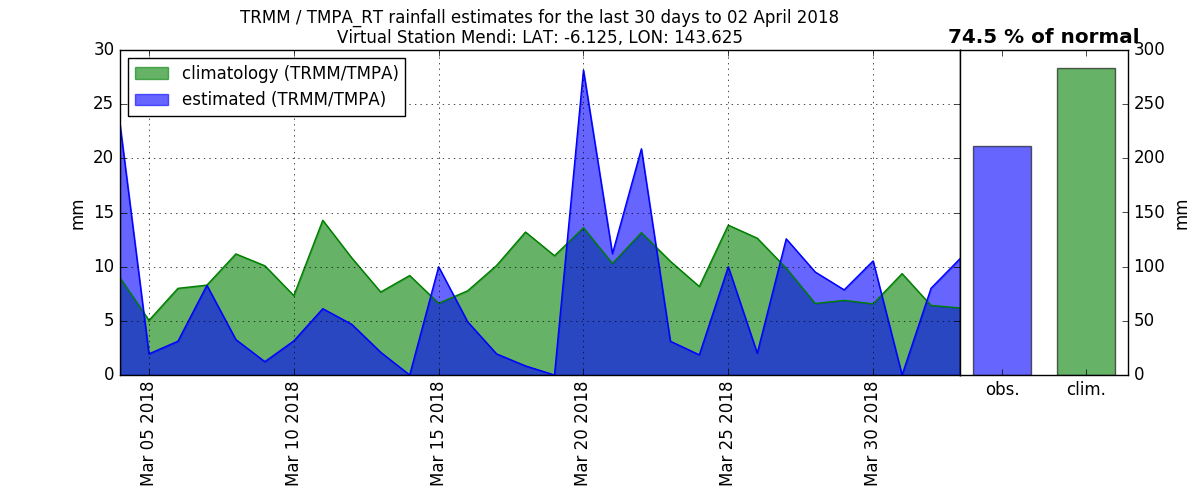 TRMM / TMPA_RT rainfall estimates for the last 30 days to 02 April 2018
Virtual Station Mendi: LAT: -6.125, LON: 143.625
74.5 % of normal
climatology (TRMM/TMPA)
estimated (TRMM/TMPA)
30
25
20
15
10
5
0
mm
Mar 05 2018
Mar 10 2018
Mar 15 2018
Mar 20 2018
Mar 25 2018
Mar 30 2018
obs.
clim.
300
250
200
150
100
50
0
mm